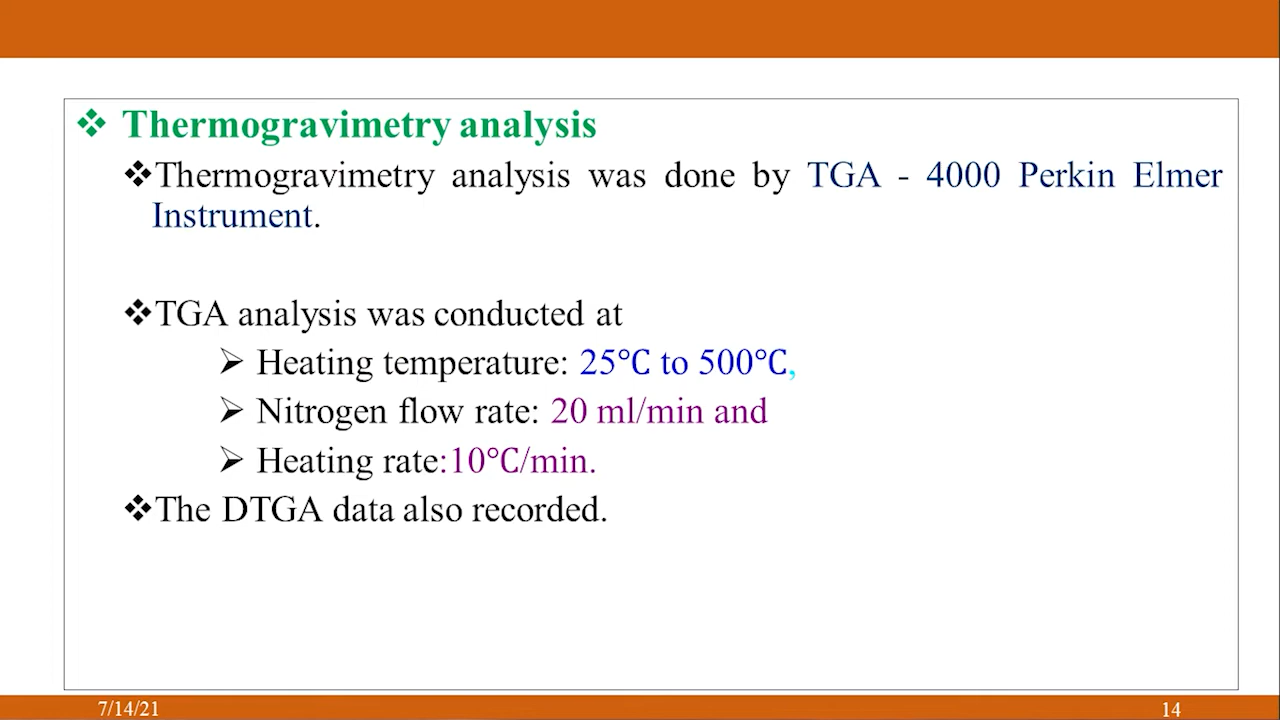 ❖ Thermogravimetry analysis
❖Thermogravimetry analysis was done by TGA - 4000 Perkin Elmer
Instrument.
❖TGA analysis was conducted at
➢ Heating temperature: 25℃ to 500℃,
➢ Nitrogen flow rate: 20 ml/min and
➢ Heating rate:10℃/min.
❖The DTGA data also recorded.
7/14/21
14